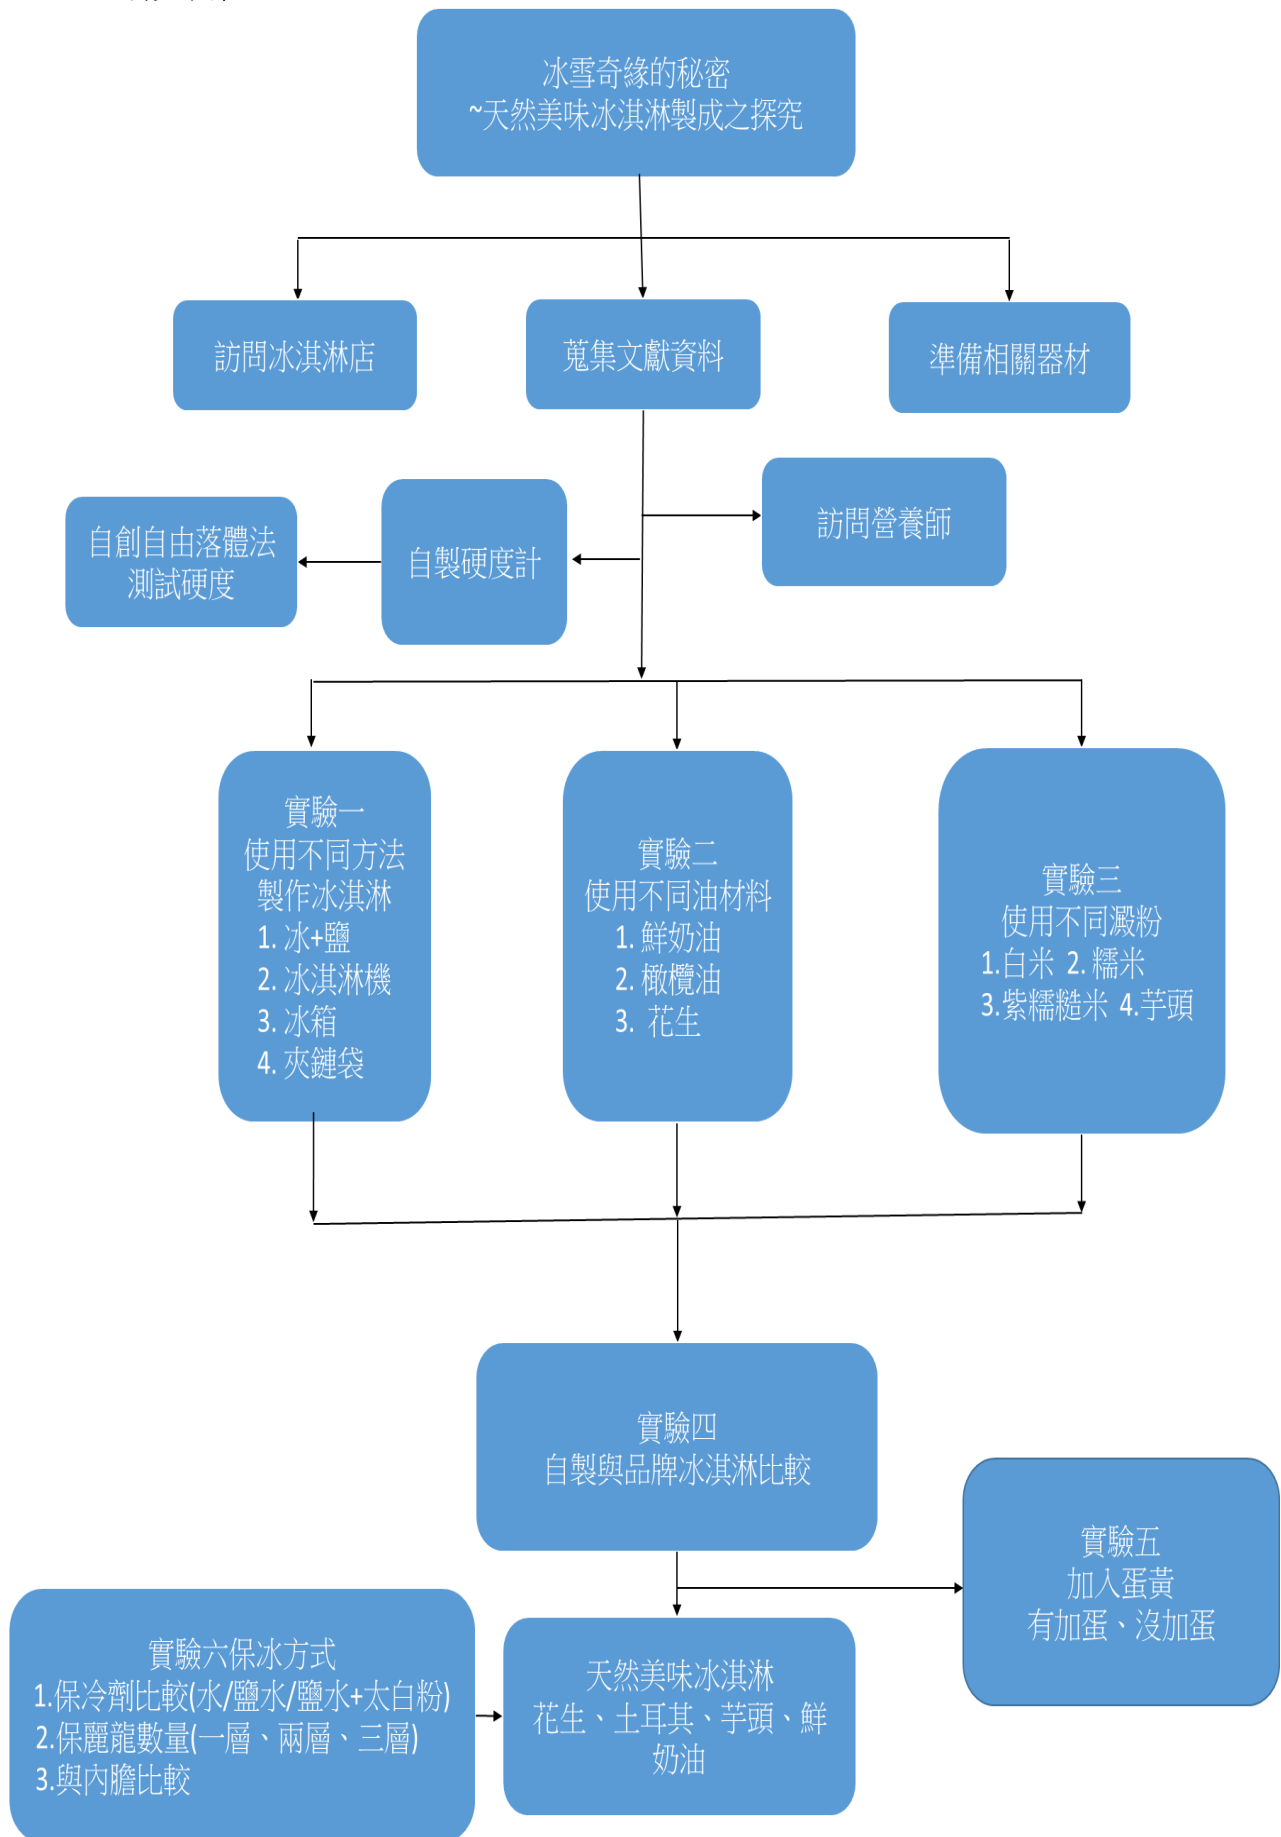 冰雪奇緣的秘密
~天然美味冰淇淋製成之探究
訪問冰淇淋店
蒐集文獻資料
準備相關器材
訪問營養師
自製硬度計
自創自由落體法
測試硬度
實驗一
使用不同方法
製作冰淇淋
1. 冰+鹽
2. 冰淇淋機
3. 冰箱
4. 夾鏈袋
實驗二
使用不同油材料
1. 鮮奶油
2. 橄欖油
3. 花生
實驗三
使用不同澱粉
1.白米 2. 糯米
3.紫糯糙米 4.芋頭
實驗四
自製與品牌冰淇淋比較
實驗五
加入蛋黃
有加蛋、沒加蛋
實驗六保冰方式
1.保冷劑比較(水/鹽水/鹽水+太白粉)
2.保麗龍數量(一層、兩層、三層)
3.與內膽比較
天然美味冰淇淋
花生、土耳其、芋頭、鮮
奶油